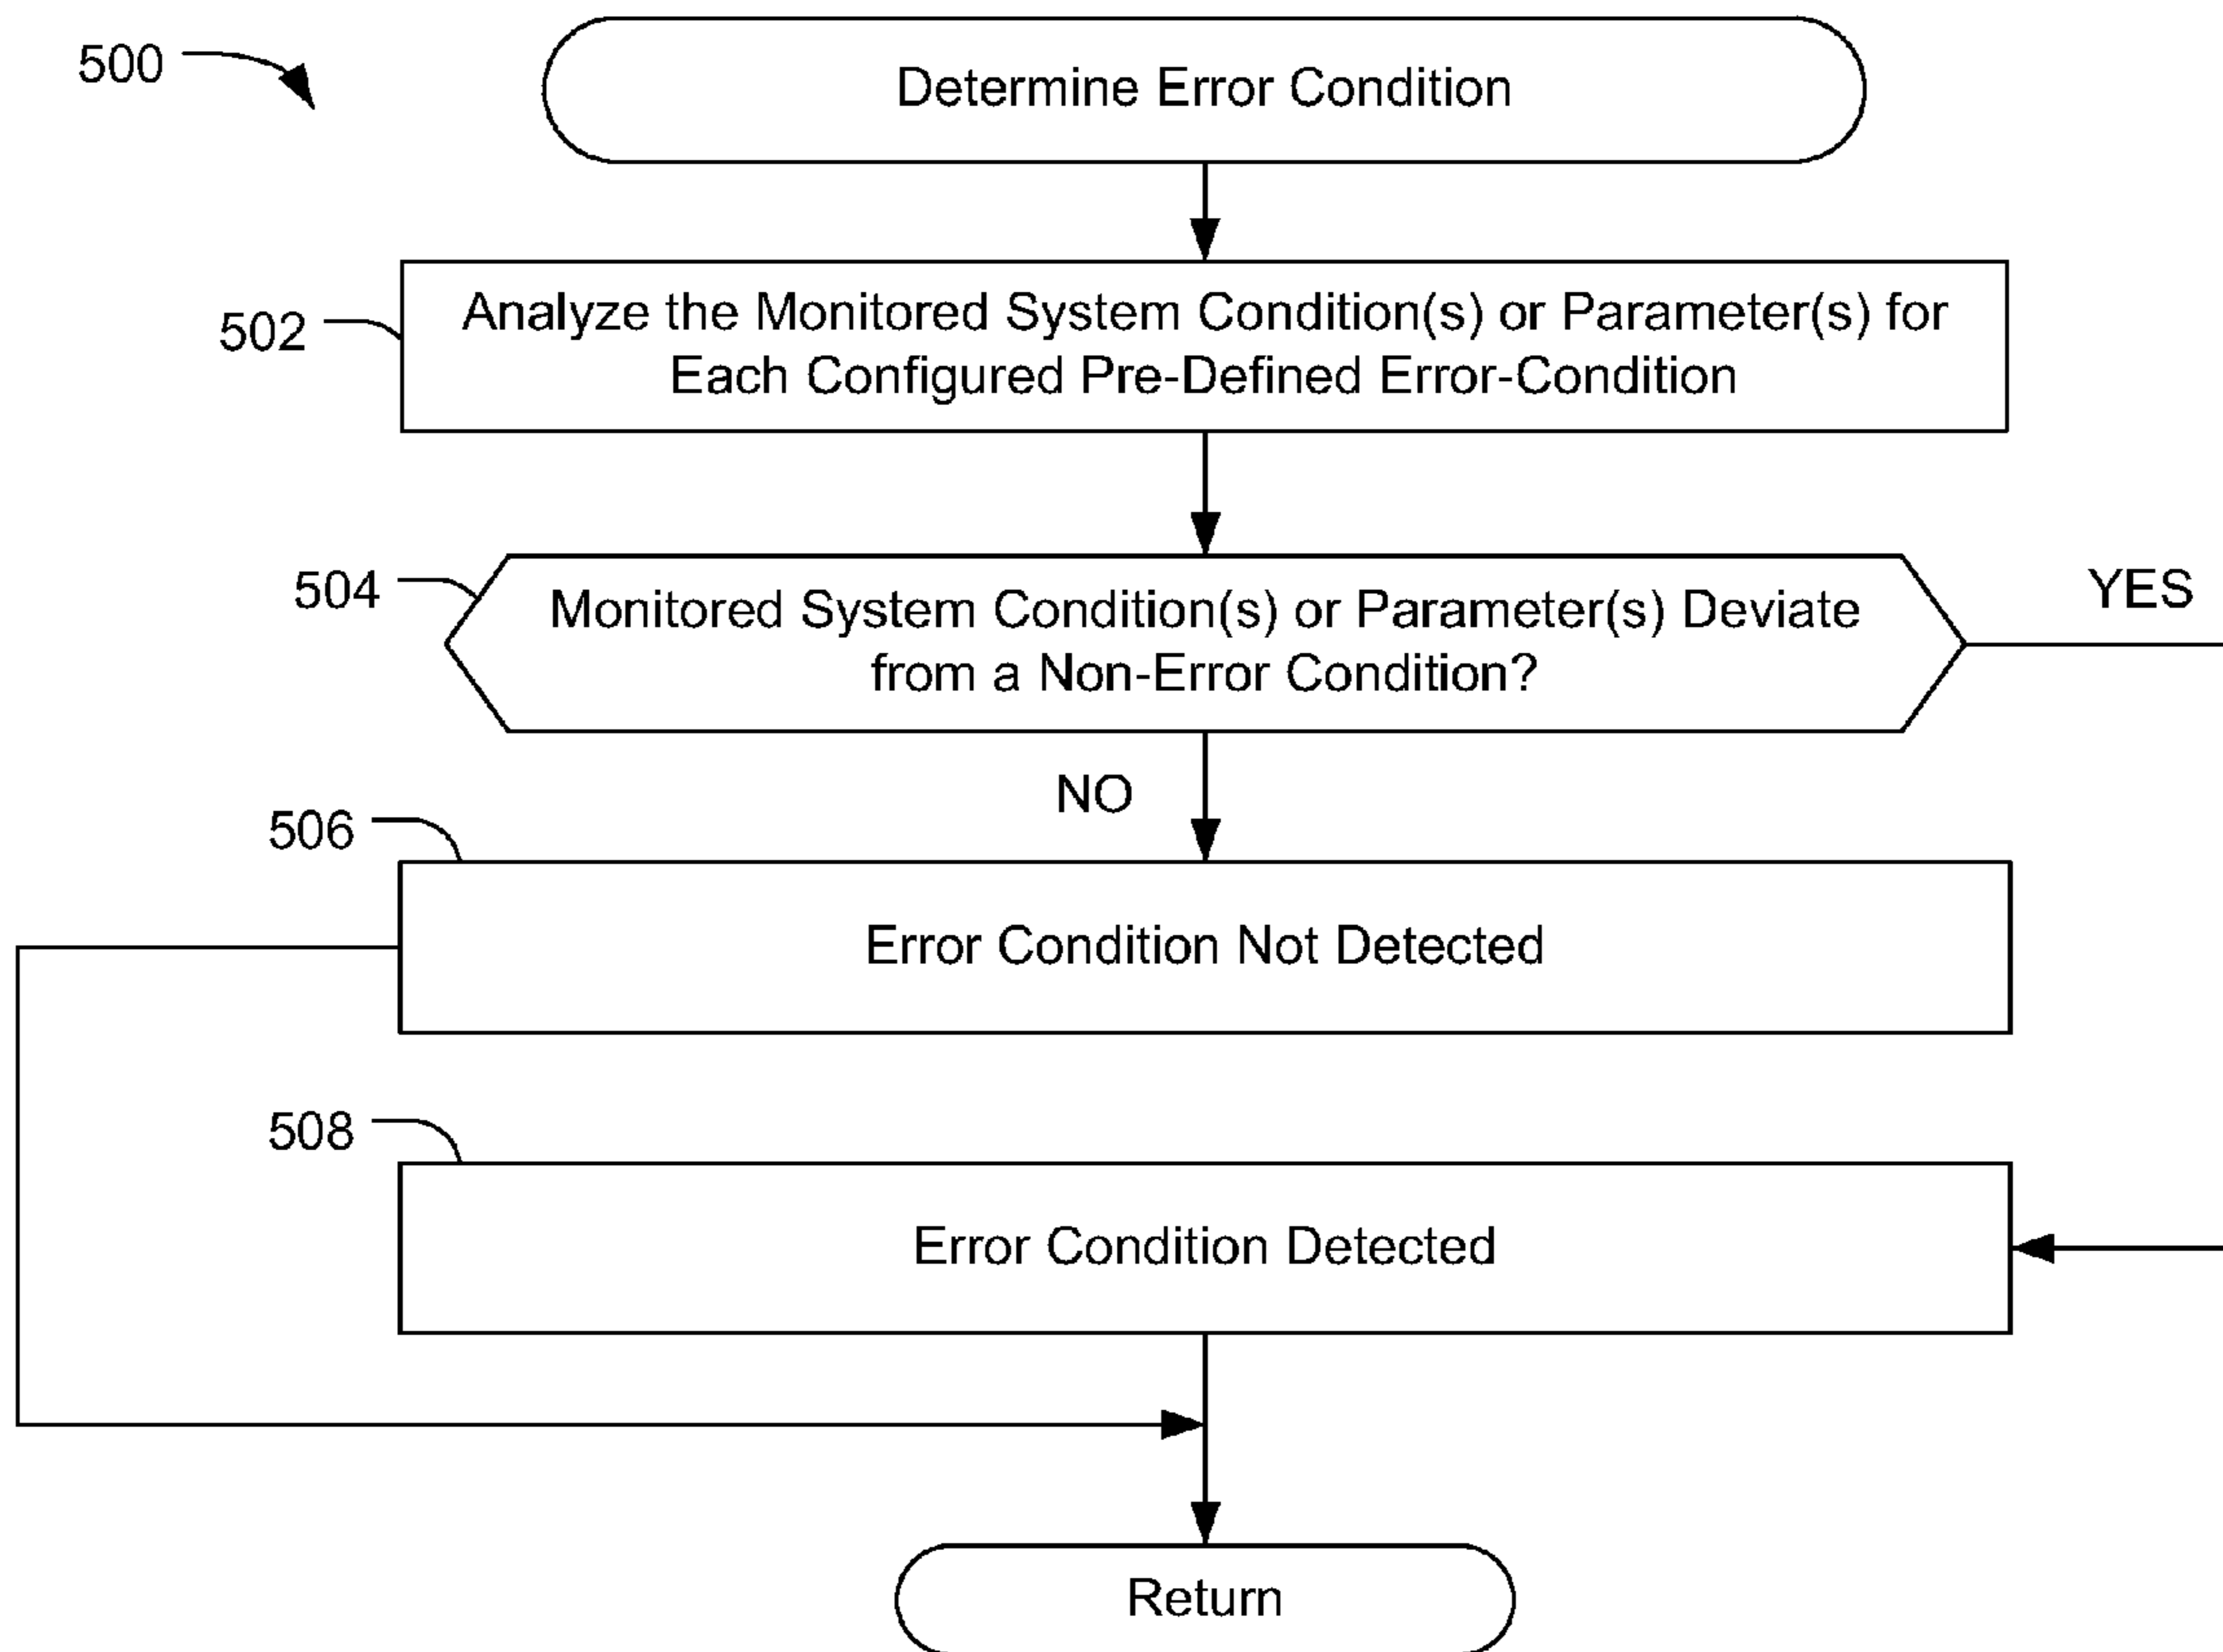 500
Determine Error Condition
502
Analyze the Monitored System Condition(s) or Parameter(s) for
Each Configured Pre-Defined Error-Condition
504
Monitored System Condition(s) or Parameter(s) Deviate
from a Non-Error Condition?
YES
NO
506
Error Condition Not Detected
508
Error Condition Detected
Return